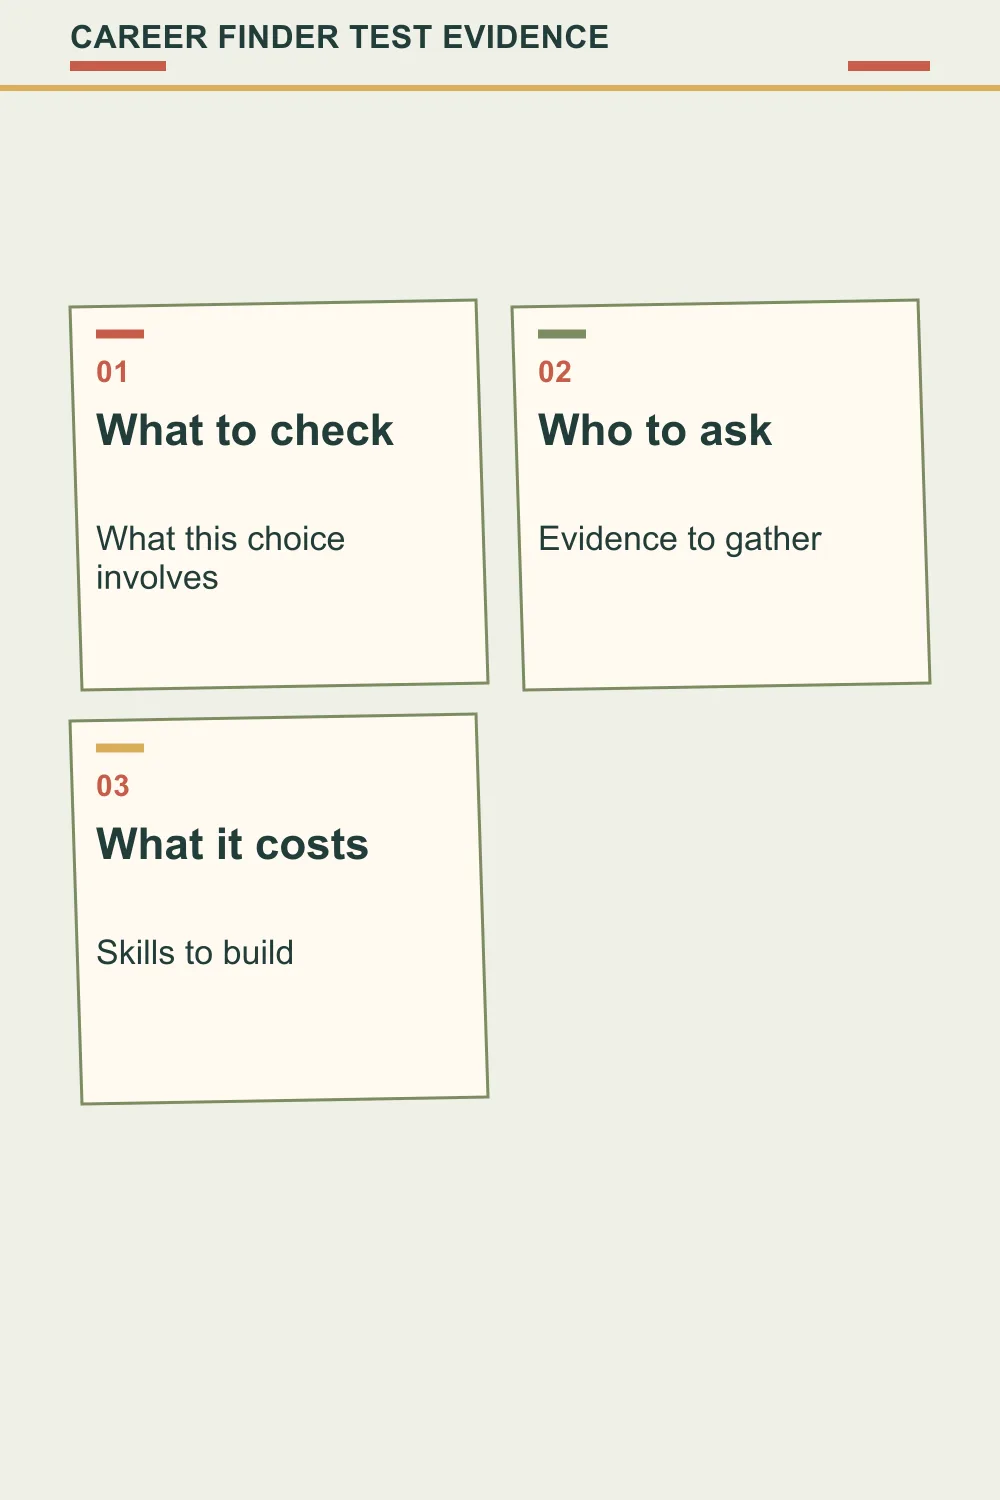 CAREER FINDER TEST EVIDENCE
01
What to check
What this choice
involves
02
Who to ask
Evidence to gather
03
What it costs
Skills to build